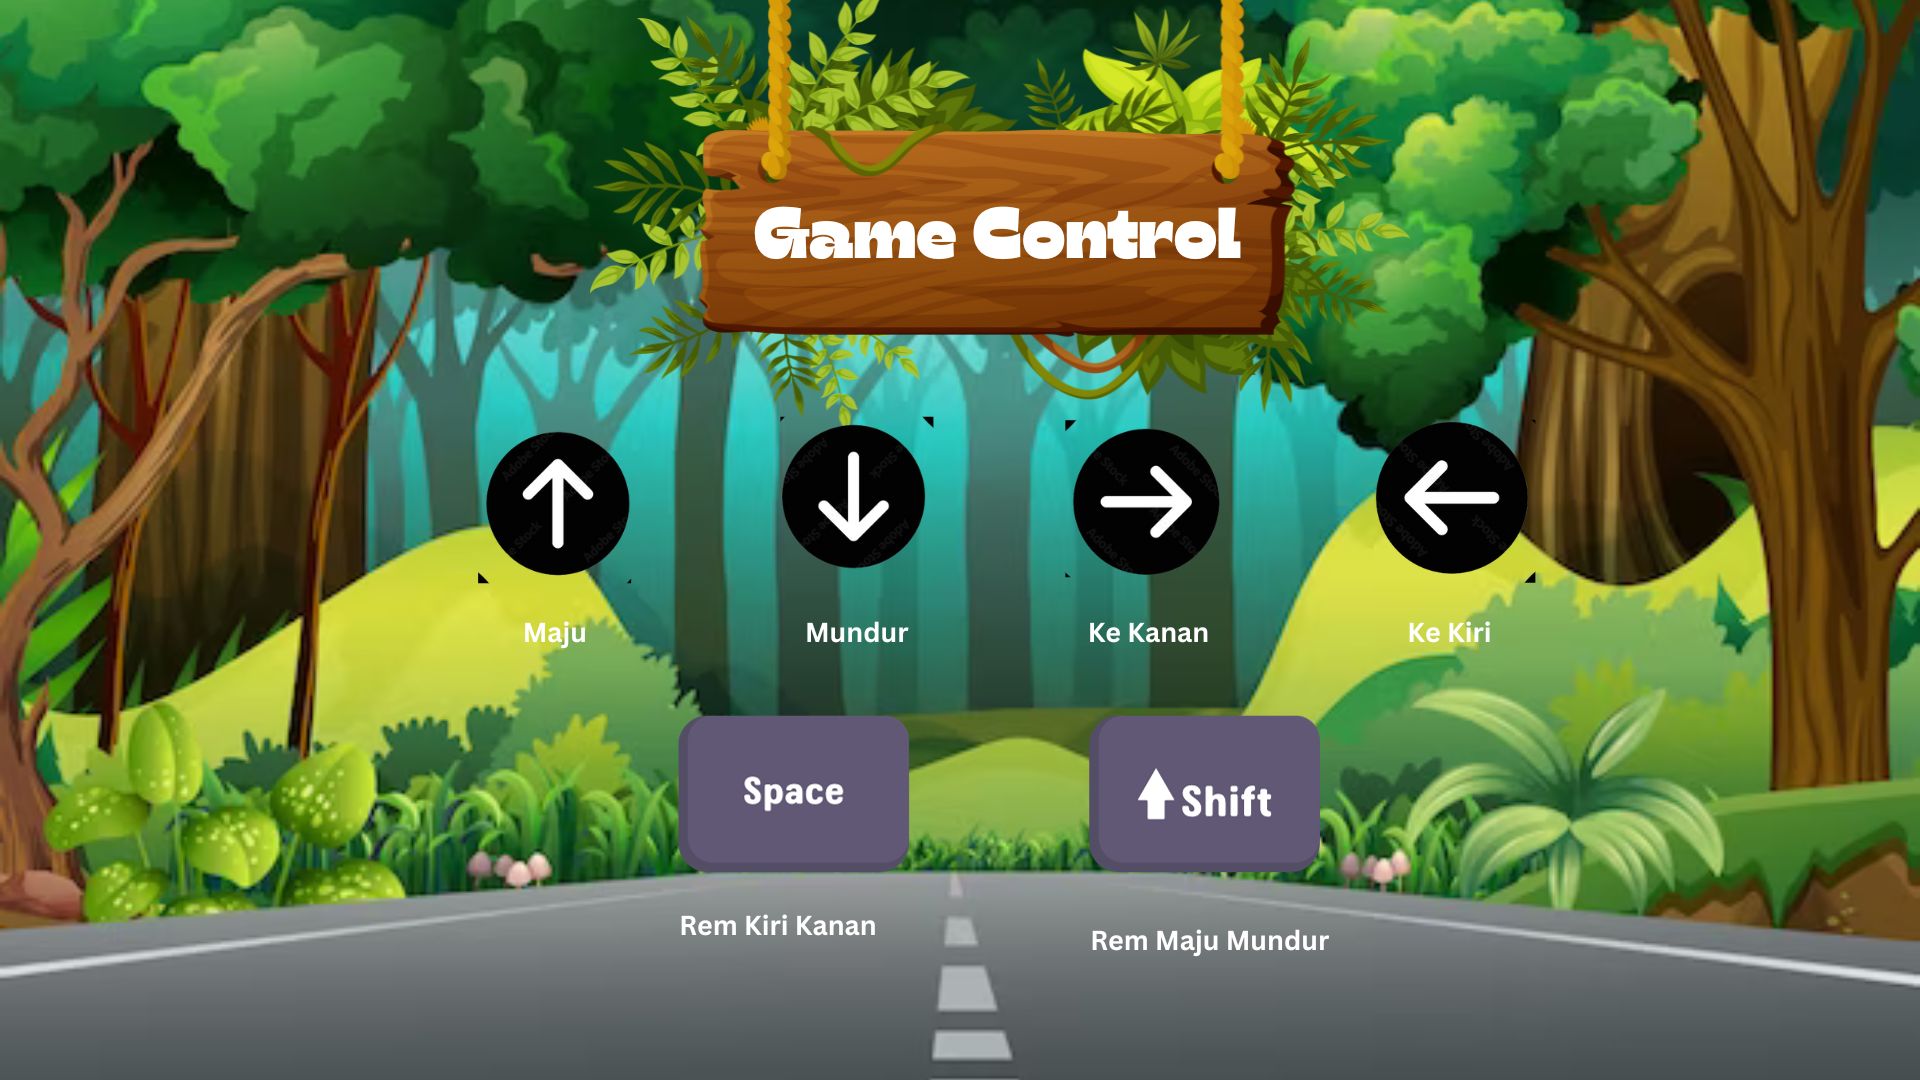 Game Control
Maju
Mundur
Ke Kanan
Ke Kiri
Space
Shift
Rem Kiri Kanan
Rem Maju Mundur